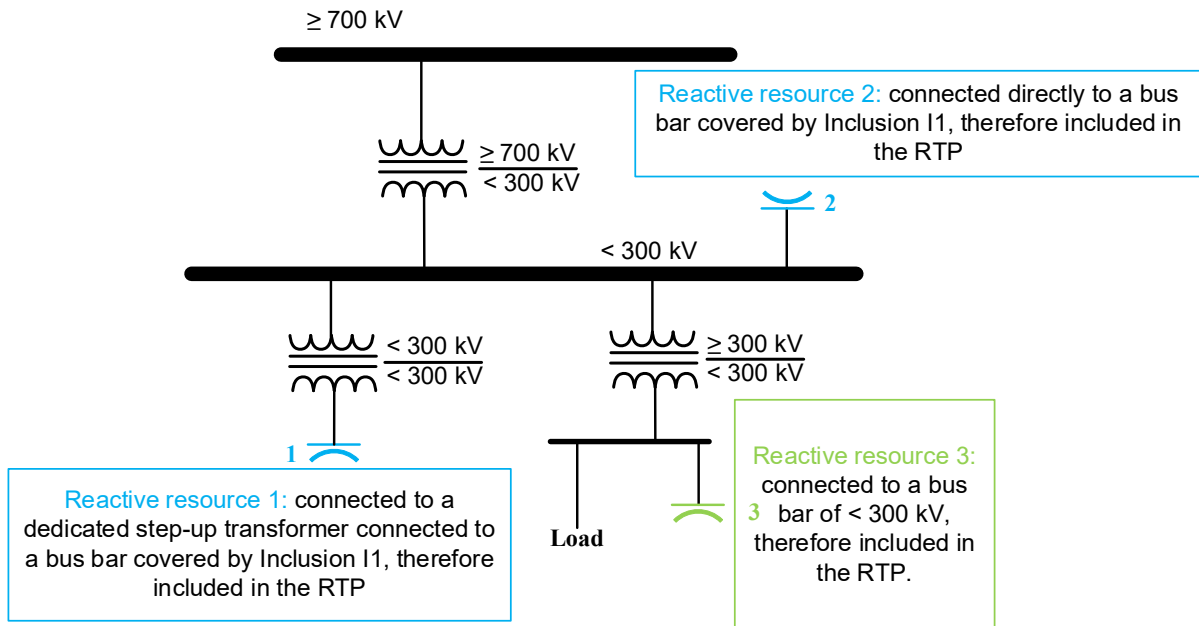 ≥ 700 kV
Reactive resource 2: connected directly to a bus
bar covered by Inclusion I1, therefore included in
the RTP
≥ 700 kV
< 300 kV
2
< 300 kV
< 300 kV
< 300 kV
≥ 300 kV
< 300 kV
1
Reactive resource 1: connected to a
dedicated step-up transformer connected to
a bus bar covered by Inclusion I1, therefore
included in the RTP
Load
3
Reactive resource 3:
connected to a bus
bar of < 300 kV,
therefore included in
the RTP.